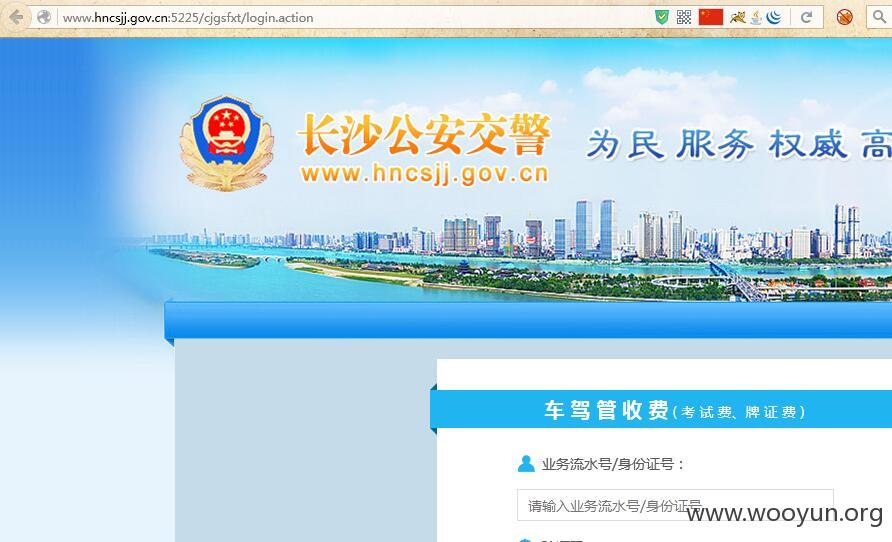 www.hncsjj.gov.cn:5225/cjgsfxt/login.action
长沙公安交警
www.hncsjj.gov.cn
为民 服务 权威 高
车驾管收费(考试费、牌证费)
业务流水号/身份证号：
请输入业务流水号/身份证号
www.wooyun.org